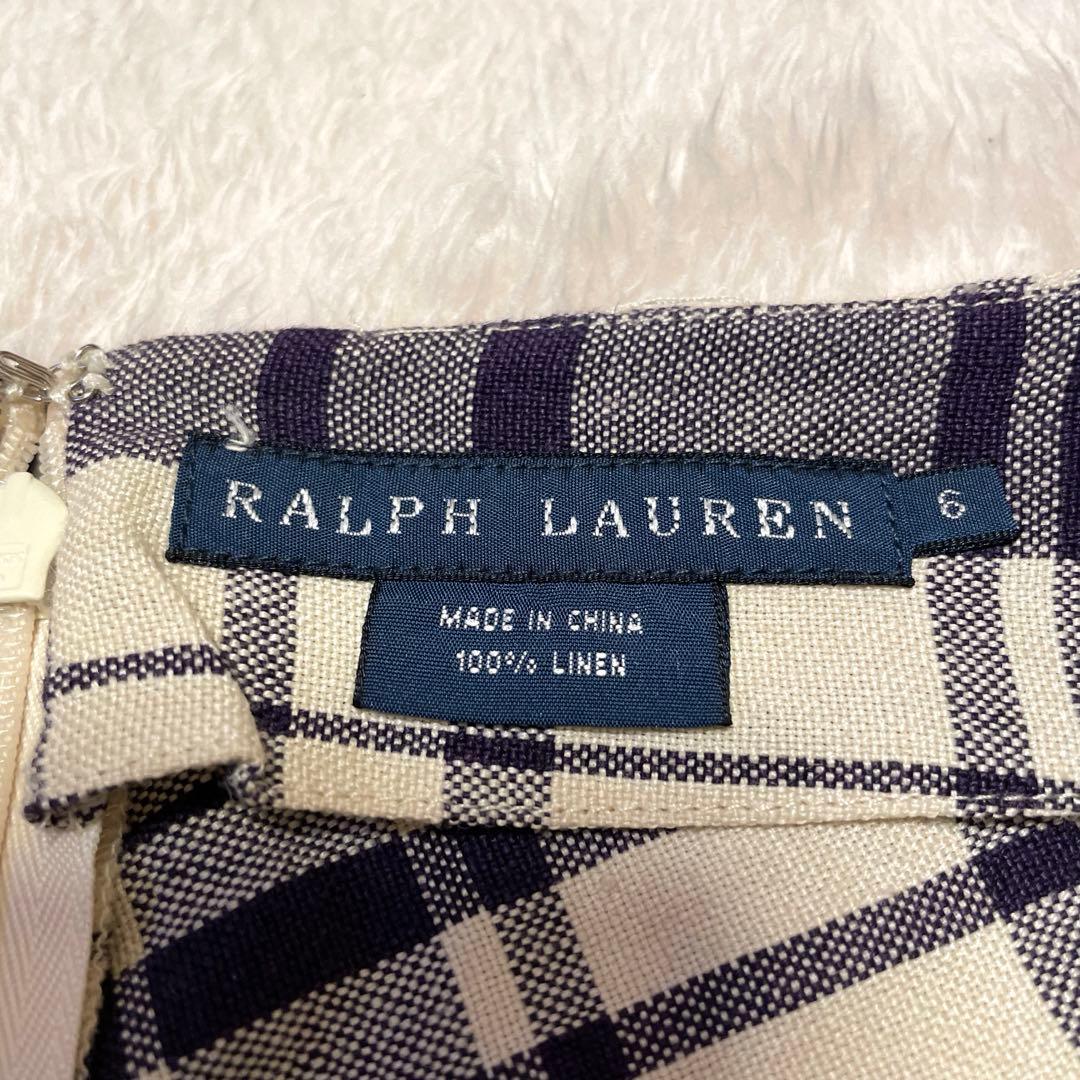 RALPH LAUREN 6
MADE IN CHINA
100% LINEN